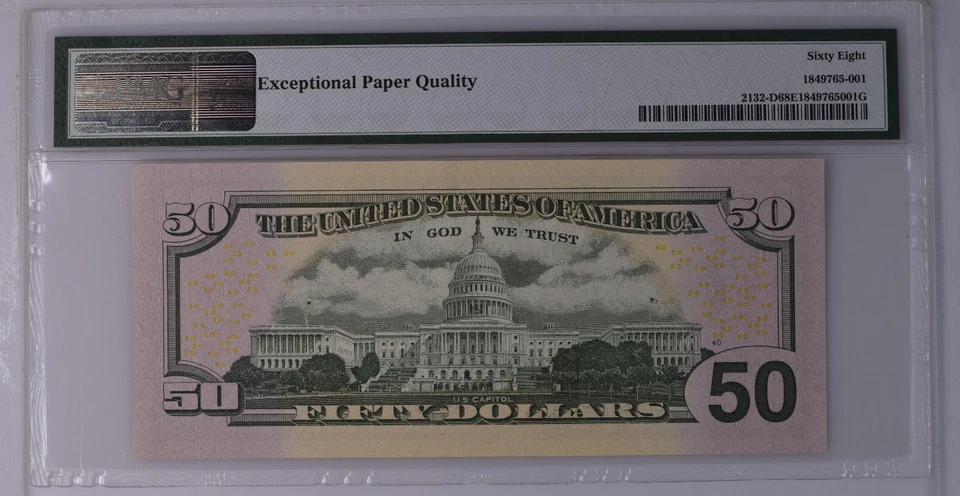 Exceptional Paper Quality
Sixty Eight
1849765-001
2132-D68E1849765001G
50
THE UNITED STATES OF AMERICA
50
IN GOD WE TRUST
40
50
U S CAPITOL
FIFTY DOLLARS
50